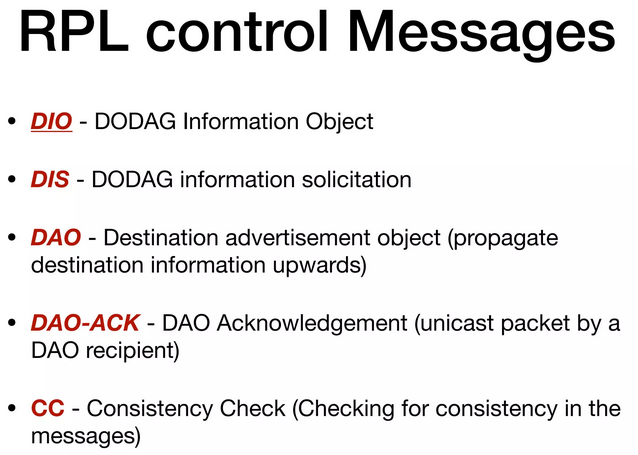 RPL control Messages
• DIO - DODAG Information Object
• DIS - DODAG information solicitation
• DAO - Destination advertisement object (propagate
destination information upwards)
• DAO-ACK - DAO Acknowledgement (unicast packet by a
DAO recipient)
• CC - Consistency Check (Checking for consistency in the
messages)